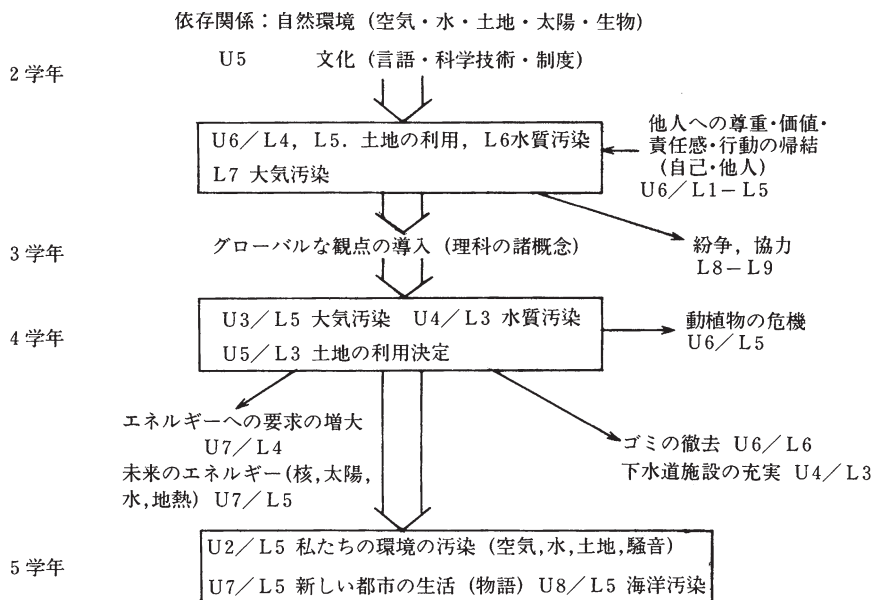 依存関係：自然環境（空気・水・土地・太陽・生物）
U5 文化（言語・科学技術・制度）
2学年
U6／L4，L5．土地の利用，L6水質汚染
L7 大気汚染
他人への尊重・価値・
責任感・行動の帰結
（自己・他人）
U6／L1－L5
3学年
グローバルな観点の導入（理科の諸概念）
紛争，協力
L8－L9
4学年
U3／L5 大気汚染 U4／L3 水質汚染
U5／L3 土地の利用決定
動植物の危機
U6／L5
エネルギーへの要求の増大
U7／L4
未来のエネルギー（核，太陽，
水，地熱）U7／L5
ゴミの徹去 U6／L6
下水道施設の充実 U4／L3
5学年
U2／L5 私たちの環境の汚染（空気，水，土地，騒音）
U7／L5 新しい都市の生活（物語）U8／L5 海洋汚染